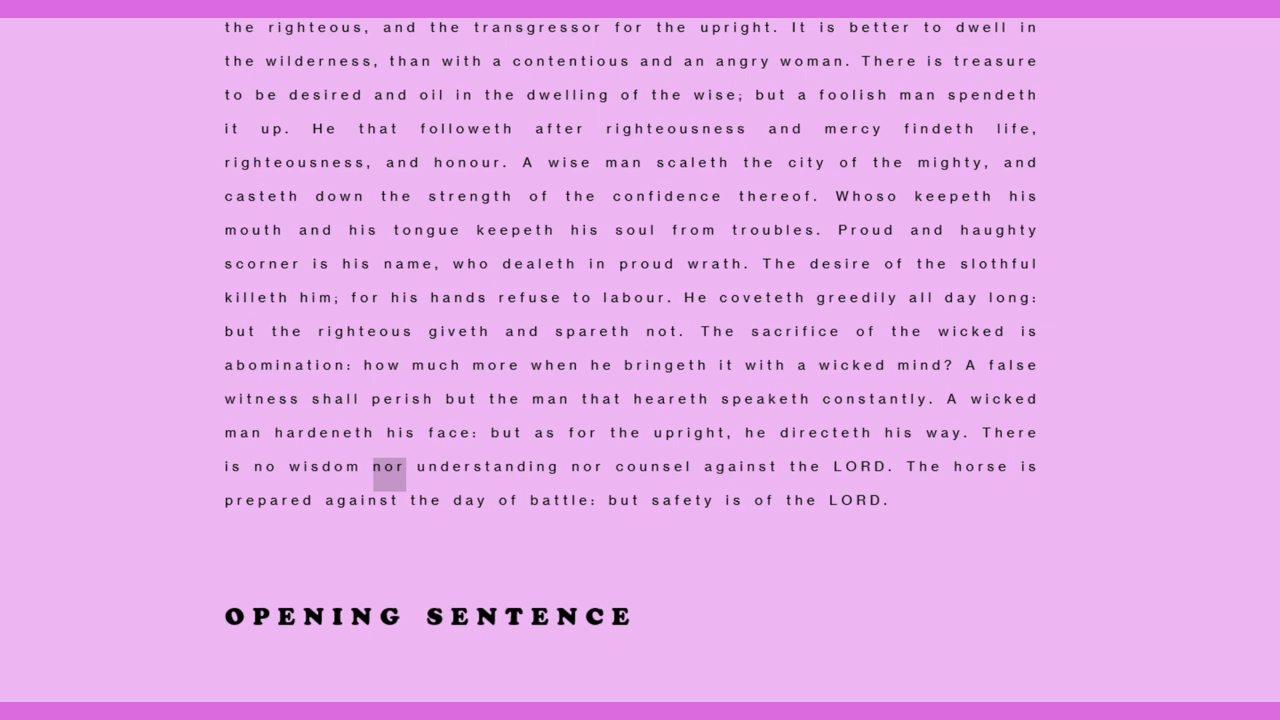 the righteous, and the transgressor for the upright. It is better to dwell in
the wilderness, than with a contentious and an angry woman. There is treasure
to be desired and oil in the dwelling of the wise; but a foolish man spendeth
it up. He that followeth after righteousness and mercy findeth life,
righteousness, and honour. A wise man scaleth the city of the mighty, and
casteth down the strength of the confidence thereof. Whoso keepeth his
mouth and his tongue keepeth his soul from troubles. Proud and haughty
scorner is his name, who dealeth in proud wrath. The desire of the slothful
killeth him; for his hands refuse to labour. He coveteth greedily all day long:
but the righteous giveth and spareth not. The sacrifice of the wicked is
abomination: how much more when he bringeth it with a wicked mind? A false
witness shall perish but the man that heareth speaketh constantly. A wicked
man hardeneth his face: but as for the upright, he directeth his way. There
is no wisdom nor understanding nor counsel against the LORD. The horse is
prepared against the day of battle: but safety is of the LORD.
OPENING SENTENCE